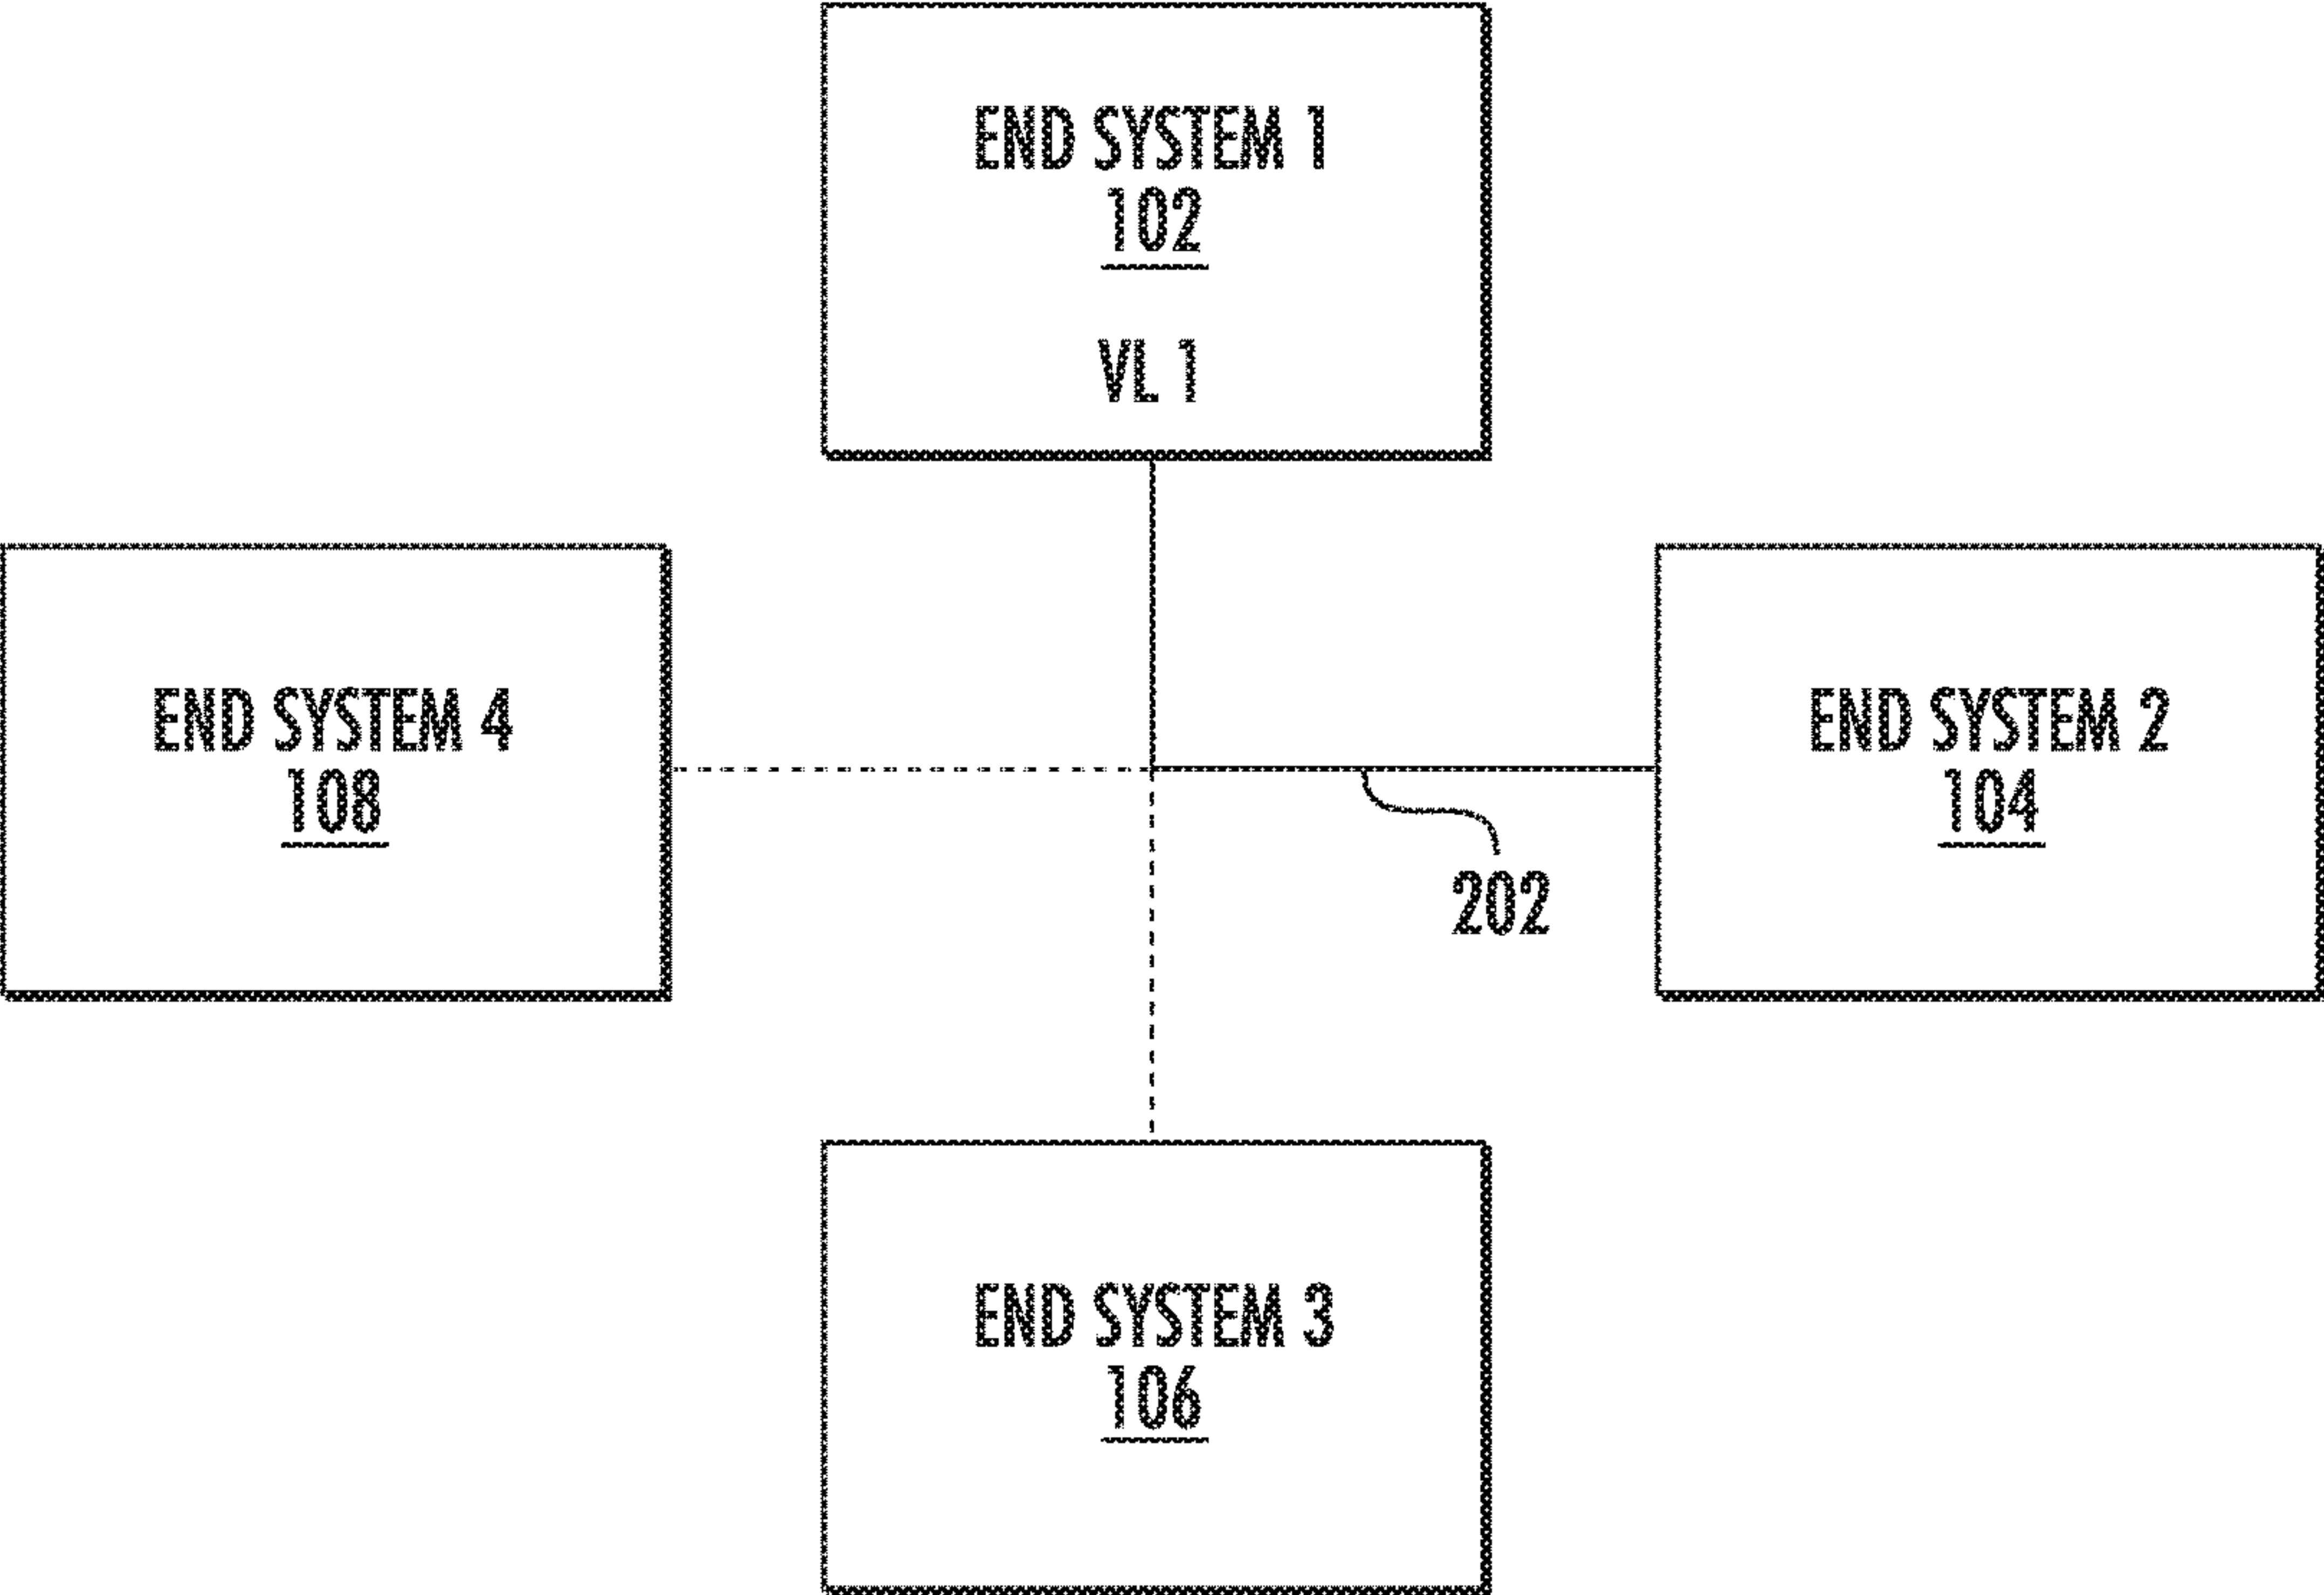 END SYSTEM 1
102
VL 1
END SYSTEM 4
108
END SYSTEM 2
104
202
END SYSTEM 3
106